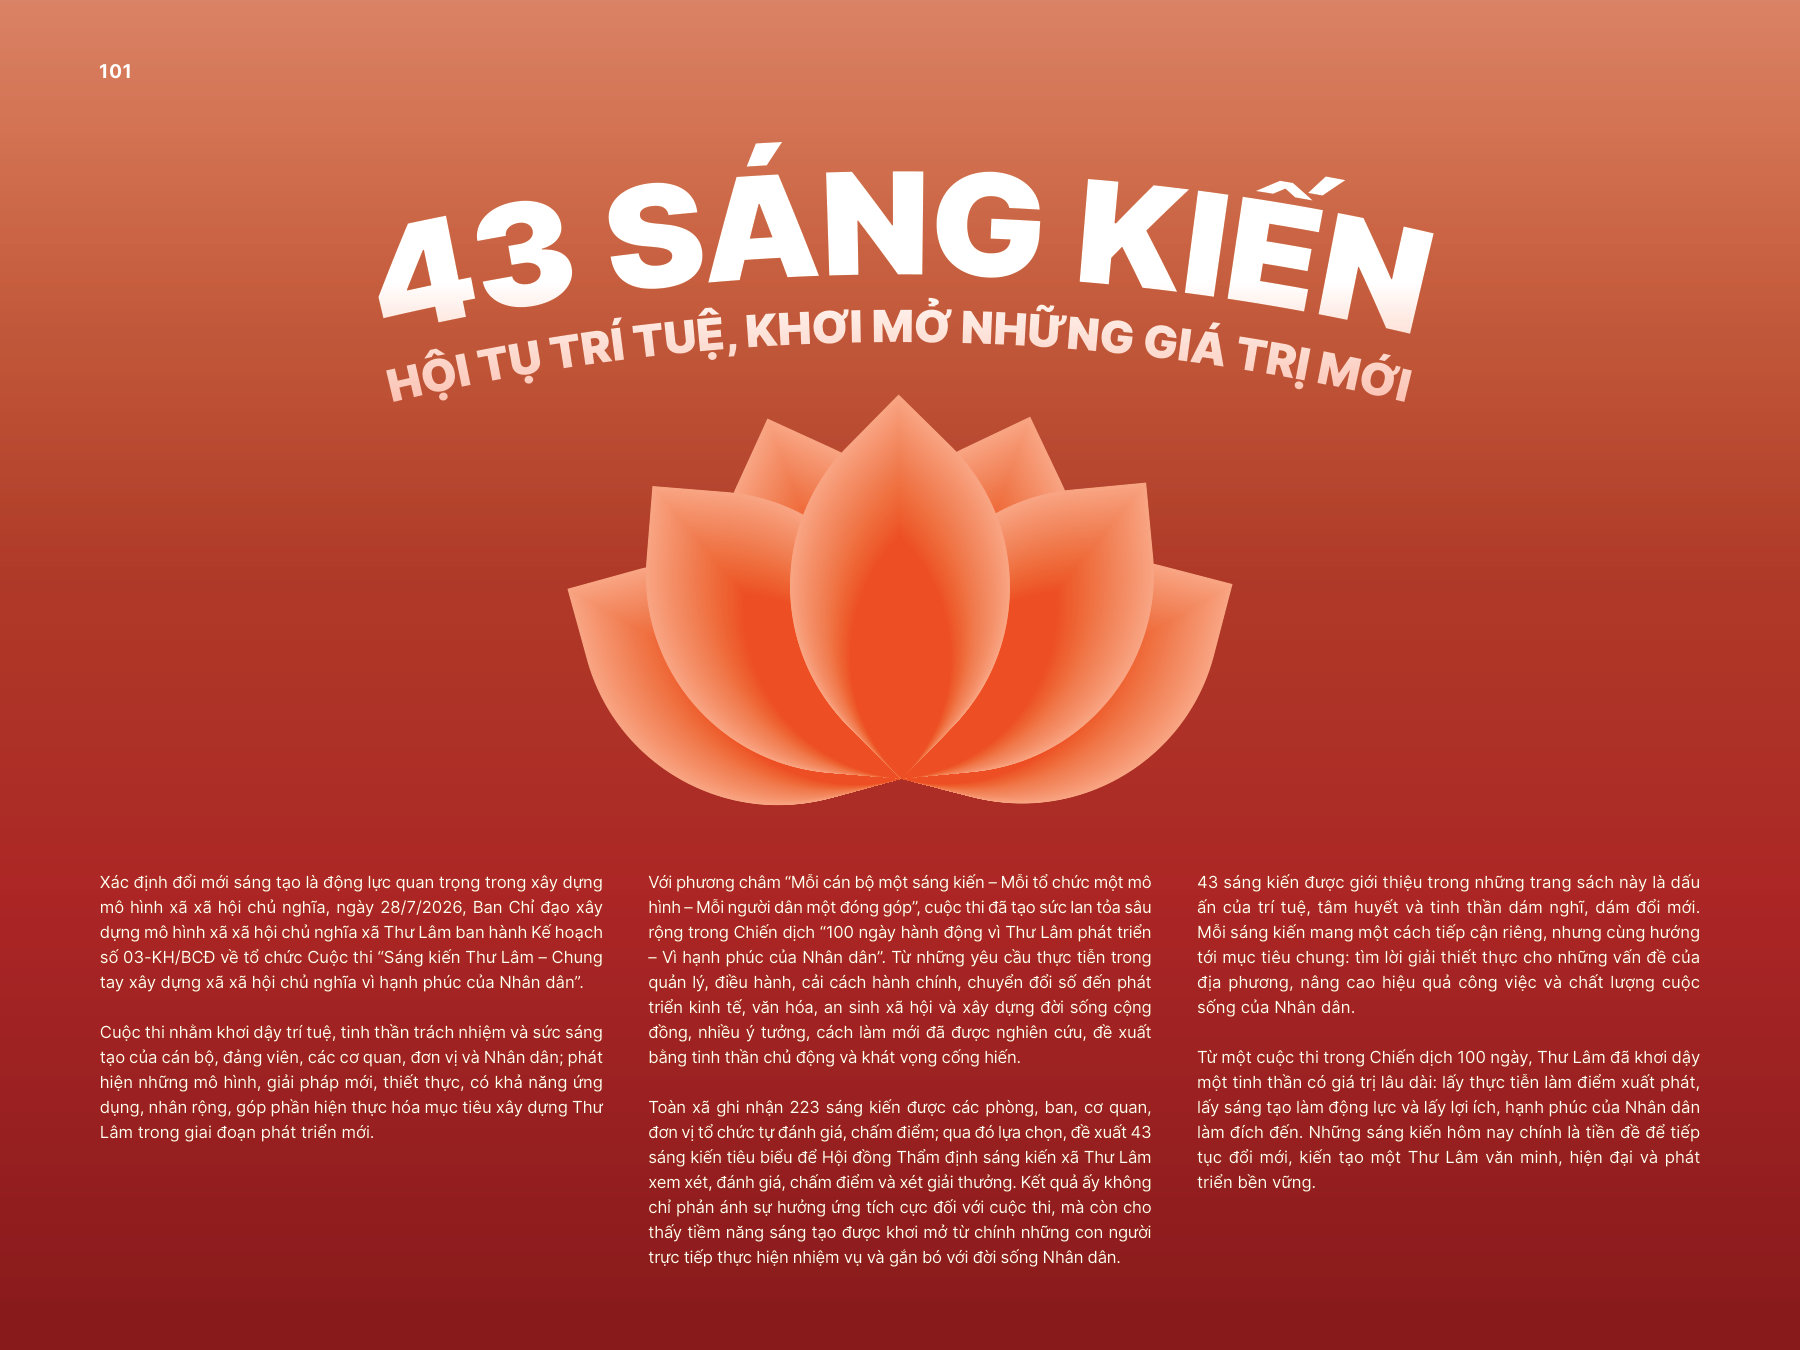 101
43 SÁNG KIẾN
HỘI TỤ TRÍ TUỆ, KHƠI MỞ NHỮNG GIÁ TRỊ MỚI
Xác định đổi mới sáng tạo là động lực quan trọng trong xây dựng
mô hình xã xã hội chủ nghĩa, ngày 28/7/2026, Ban Chỉ đạo xây
dựng mô hình xã xã hội chủ nghĩa xã Thư Lâm ban hành Kế hoạch
số 03-KH/BCĐ về tổ chức Cuộc thi “Sáng kiến Thư Lâm – Chung
tay xây dựng xã xã hội chủ nghĩa vì hạnh phúc của Nhân dân”.
Cuộc thi nhằm khơi dậy trí tuệ, tinh thần trách nhiệm và sức sáng
tạo của cán bộ, đảng viên, các cơ quan, đơn vị và Nhân dân; phát
hiện những mô hình, giải pháp mới, thiết thực, có khả năng ứng
dụng, nhân rộng, góp phần hiện thực hóa mục tiêu xây dựng Thư
Lâm trong giai đoạn phát triển mới.
Với phương châm “Mỗi cán bộ một sáng kiến – Mỗi tổ chức một mô
hình – Mỗi người dân một đóng góp”, cuộc thi đã tạo sức lan tỏa sâu
rộng trong Chiến dịch “100 ngày hành động vì Thư Lâm phát triển
– Vì hạnh phúc của Nhân dân”. Từ những yêu cầu thực tiễn trong
quản lý, điều hành, cải cách hành chính, chuyển đổi số đến phát
triển kinh tế, văn hóa, an sinh xã hội và xây dựng đời sống cộng
đồng, nhiều ý tưởng, cách làm mới đã được nghiên cứu, đề xuất
bằng tinh thần chủ động và khát vọng cống hiến.
Toàn xã ghi nhận 223 sáng kiến được các phòng, ban, cơ quan,
đơn vị tổ chức tự đánh giá, chấm điểm; qua đó lựa chọn, đề xuất 43
sáng kiến tiêu biểu để Hội đồng Thẩm định sáng kiến xã Thư Lâm
xem xét, đánh giá, chấm điểm và xét giải thưởng. Kết quả ấy không
chỉ phản ánh sự hưởng ứng tích cực đối với cuộc thi, mà còn cho
thấy tiềm năng sáng tạo được khơi mở từ chính những con người
trực tiếp thực hiện nhiệm vụ và gắn bó với đời sống Nhân dân.
43 sáng kiến được giới thiệu trong những trang sách này là dấu
ấn của trí tuệ, tâm huyết và tinh thần dám nghĩ, dám đổi mới.
Mỗi sáng kiến mang một cách tiếp cận riêng, nhưng cùng hướng
tới mục tiêu chung: tìm lời giải thiết thực cho những vấn đề của
địa phương, nâng cao hiệu quả công việc và chất lượng cuộc
sống của Nhân dân.
Từ một cuộc thi trong Chiến dịch 100 ngày, Thư Lâm đã khơi dậy
một tinh thần có giá trị lâu dài: lấy thực tiễn làm điểm xuất phát,
lấy sáng tạo làm động lực và lấy lợi ích, hạnh phúc của Nhân dân
làm đích đến. Những sáng kiến hôm nay chính là tiền đề để tiếp
tục đổi mới, kiến tạo một Thư Lâm văn minh, hiện đại và phát
triển bền vững.